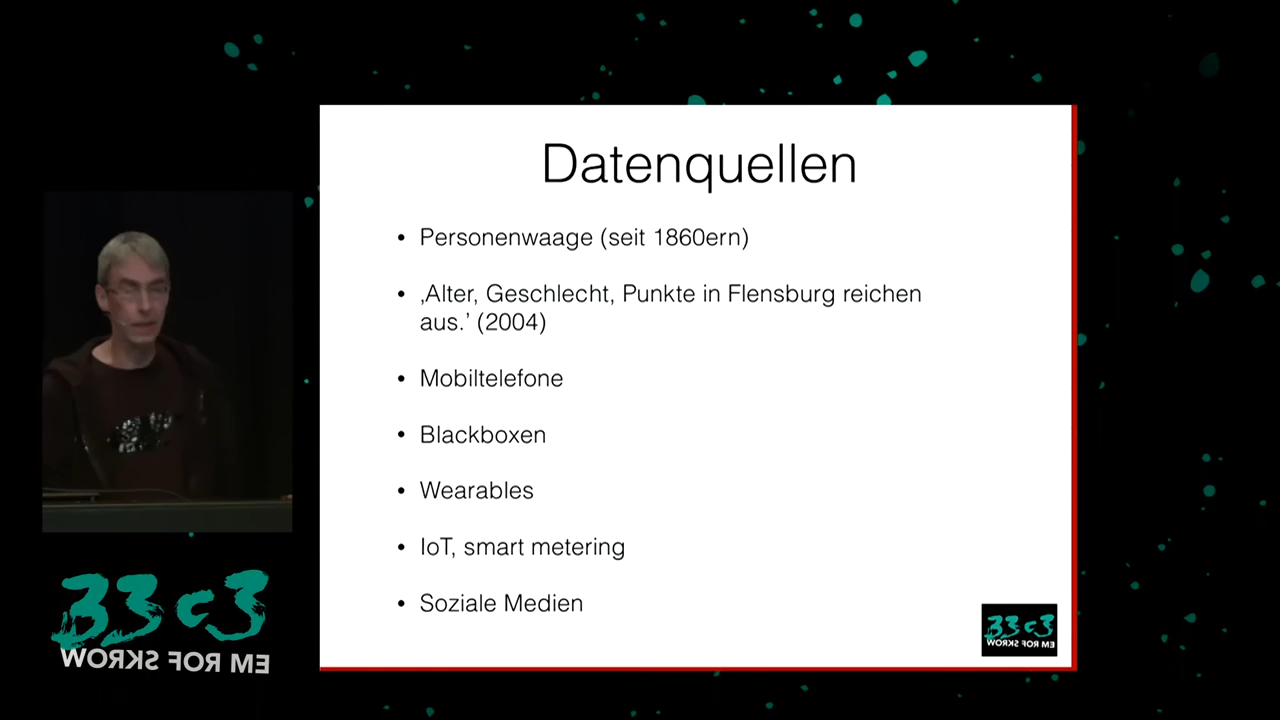 Datenquellen
• Personenwaage (seit 1860ern)
• ‚Alter, Geschlecht, Punkte in Flensburg reichen
aus.’ (2004)
• Mobiltelefone
• Blackboxen
• Wearables
• IoT, smart metering
• Soziale Medien
33c3
WORKS FOR ME
33c3
WORKS FOR ME